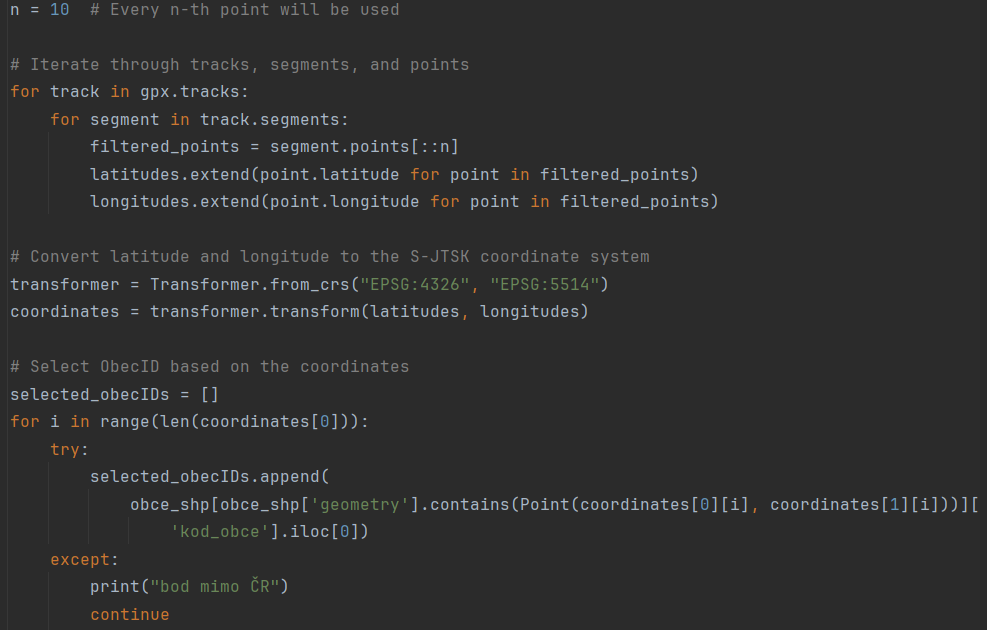 n = 10  # Every n-th point will be used

# Iterate through tracks, segments, and points
for track in gpx.tracks:
    for segment in track.segments:
        filtered_points = segment.points[::n]
        latitudes.extend(point.latitude for point in filtered_points)
        longitudes.extend(point.longitude for point in filtered_points)

# Convert latitude and longitude to the S-JTSK coordinate system
transformer = Transformer.from_crs("EPSG:4326", "EPSG:5514")
coordinates = transformer.transform(latitudes, longitudes)

# Select ObecID based on the coordinates
selected_obecIDs = []
for i in range(len(coordinates[0])):
    try:
        selected_obecIDs.append(
            obce_shp[obce_shp['geometry'].contains(Point(coordinates[0][i], coordinates[1][i]))][
                'kod_obce'].iloc[0])
    except:
        print("bod mimo ČR")
        continue